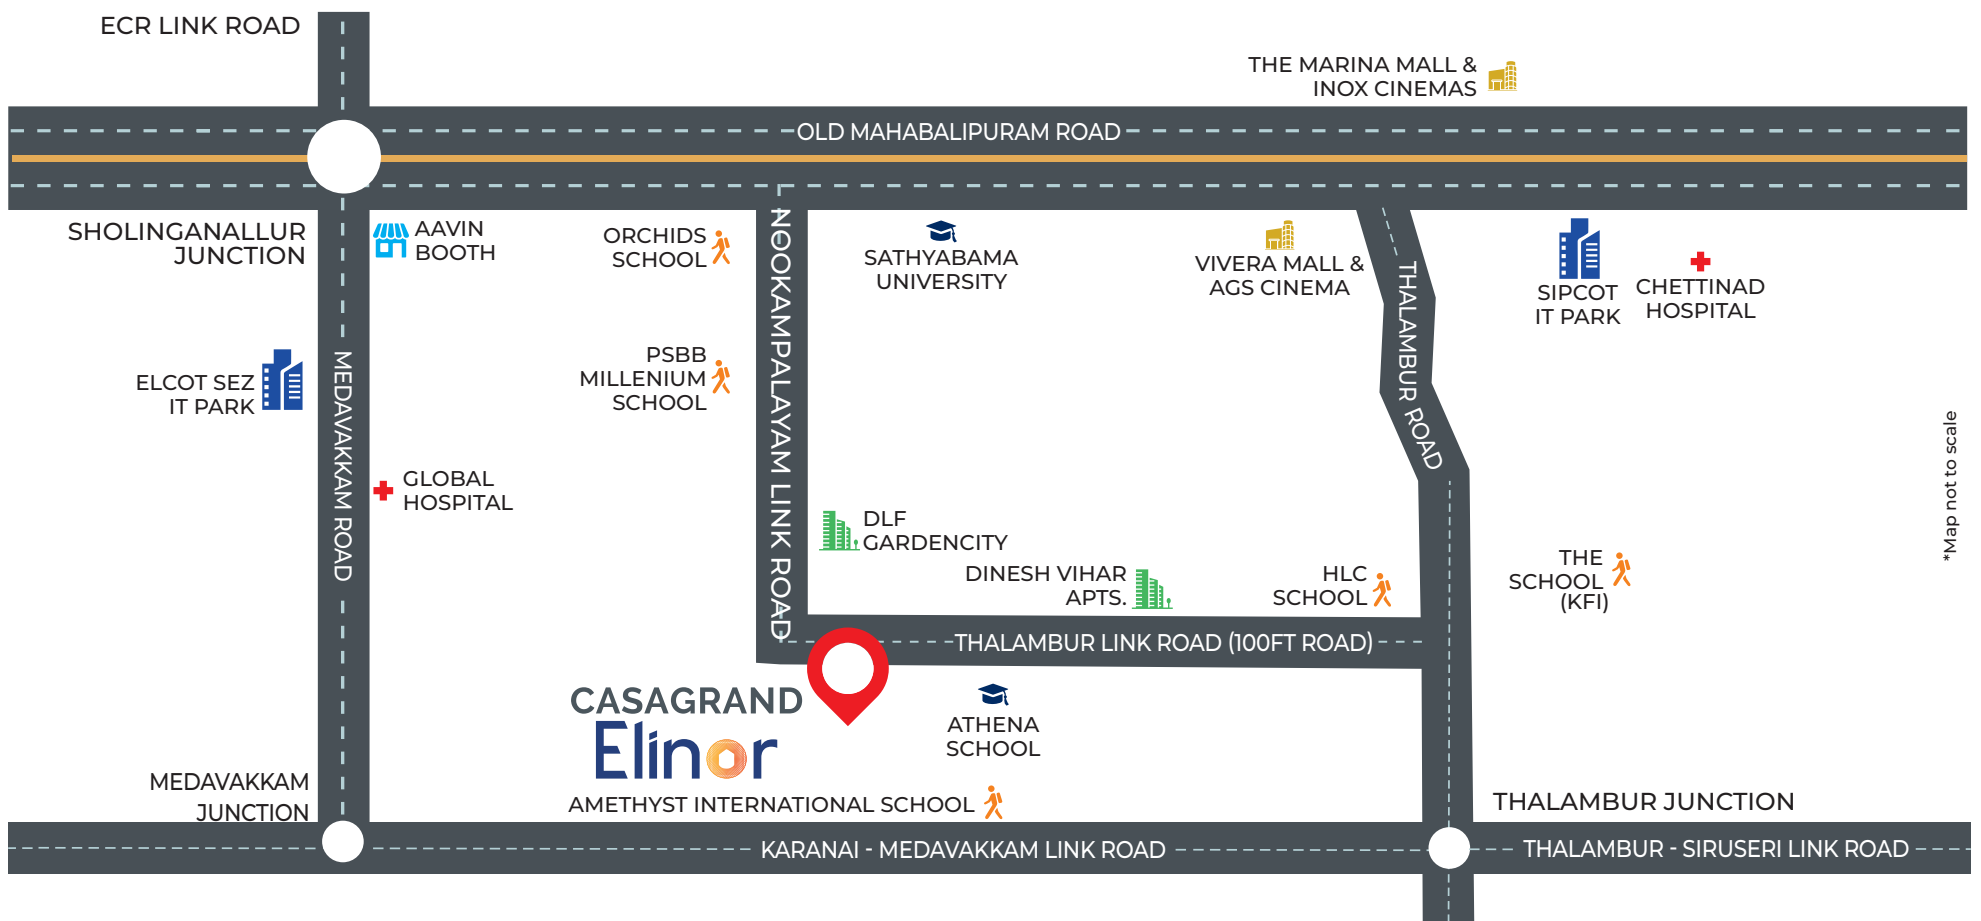 ECR LINK ROAD
THE MARINA MALL &
INOX CINEMAS
OLD MAHABALIPURAM ROAD
SHOLINGANALLUR
JUNCTION
AAVIN
BOOTH
ORCHIDS
SCHOOL
NOOKAMPALAYAM LINK ROAD
SATHYABAMA
UNIVERSITY
VIVERA MALL &
AGS CINEMA
THALAMBUR ROAD
SIPCOT
IT PARK
CHETTINAD
HOSPITAL
ELCOT SEZ
IT PARK
MEDAVAKKAM ROAD
PSBB
MILLENIUM
SCHOOL
GLOBAL
HOSPITAL
DLF
GARDENCITY
DINESH VIHAR
APTS.
HLC
SCHOOL
THE
SCHOOL
(KFI)
*Map not to scale
THALAMBUR LINK ROAD (100FT ROAD)
CASAGRAND
Elinor
ATHENA
SCHOOL
MEDAVAKKAM
JUNCTION
AMETHYST INTERNATIONAL SCHOOL
THALAMBUR JUNCTION
KARANAI - MEDAVAKKAM LINK ROAD
THALAMBUR - SIRUSERI LINK ROAD